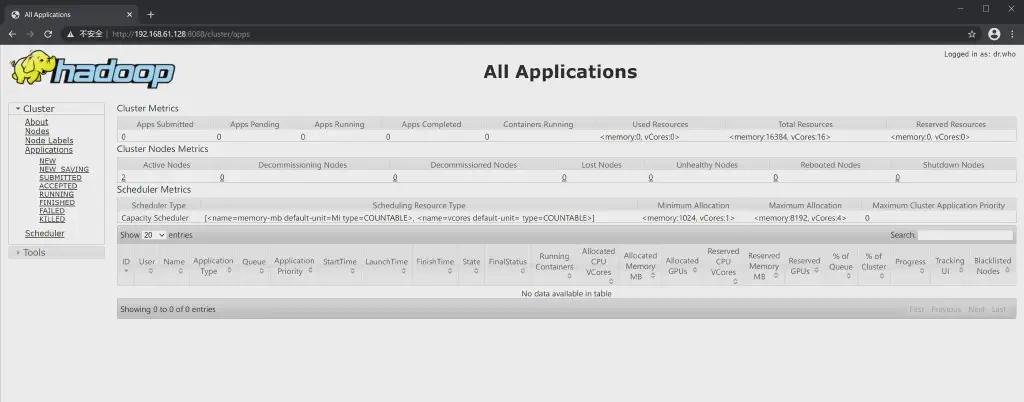 All Applications
不安全 | http://192.168.61.128:8088/cluster/apps
Logged in as: dr.who
hadoop
All Applications
Cluster
About
Nodes
Node Labels
Applications
NEW
NEW_SAVING
SUBMITTED
ACCEPTED
RUNNING
FINISHED
FAILED
KILLED
Scheduler
Tools
Cluster Metrics
Apps Submitted Apps Pending Apps Running Apps Completed Containers Running Used Resources Total Resources Reserved Resources
0 0 0 0 0 <memory:0, vCores:0> <memory:16384, vCores:16> <memory:0, vCores:0>
Cluster Nodes Metrics
Active Nodes Decommissioning Nodes Decommissioned Nodes Lost Nodes Unhealthy Nodes Rebooted Nodes Shutdown Nodes
2 0 0 0 0 0 0
Scheduler Metrics
Scheduler Type Scheduling Resource Type Minimum Allocation Maximum Allocation Maximum Cluster Application Priority
Capacity Scheduler [<name=memory-mb default-unit=Mi type=COUNTABLE>, <name=vcores default-unit= type=COUNTABLE>] <memory:1024, vCores:1> <memory:8192, vCores:4> 0
Show 20 entries Search:
ID User Name Application Type Queue Application Priority StartTime LaunchTime FinishTime State FinalStatus Running Containers Allocated CPU VCores Allocated Memory MB Allocated GPUs Reserved CPU VCores Reserved Memory MB Reserved GPUs % of Queue % of Cluster Progress Tracking UI Blacklisted Nodes
No data available in table
Showing 0 to 0 of 0 entries First Previous Next Last